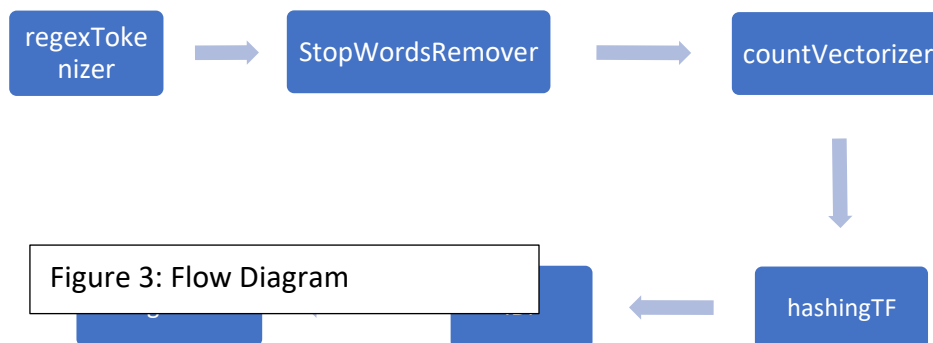 regexToke
nizer
StopWordsRemover
countVectorizer
Figure 3: Flow Diagram
hashingTF